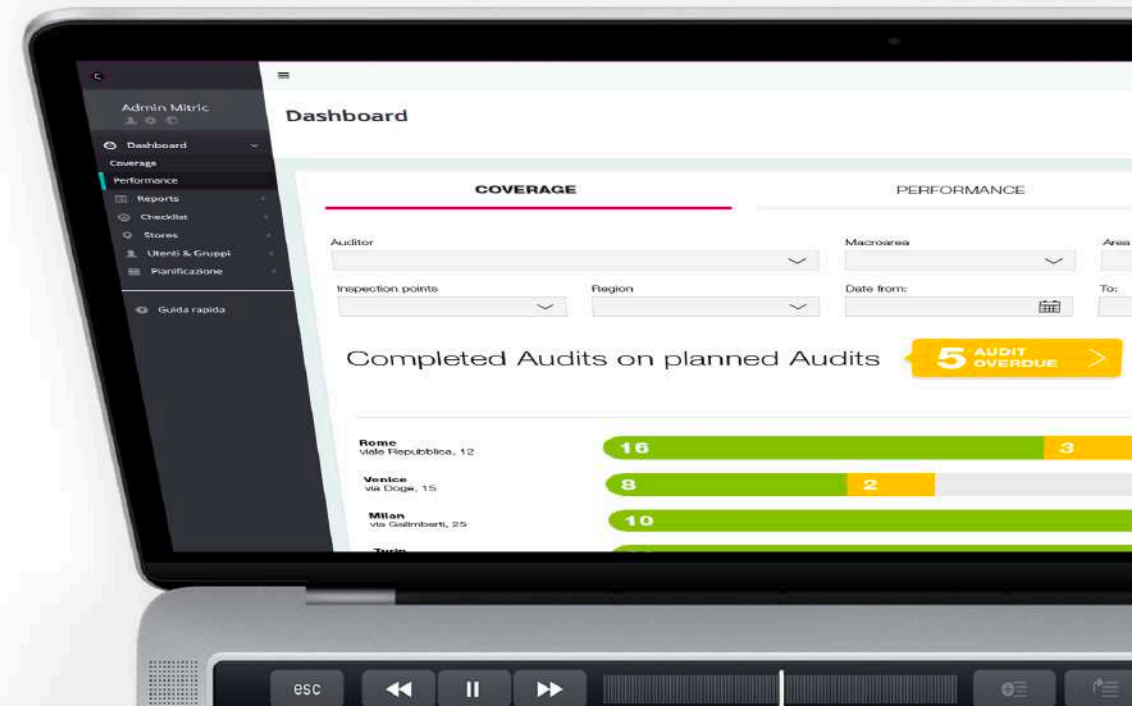 Admin Mitric
Dashboard
Coverage
Performance
Reports
Checklist
Stores
Utenti & Gruppi
Pianificazione
Guida rapida
Dashboard
COVERAGE
PERFORMANCE
Auditor
Macroarea
Area
Inspection points
Region
Date from:
To:
Completed Audits on planned Audits
5 AUDIT
OVERDUE
Rome
viale Repubblica, 12
16
3
Venice
via Doge, 15
8
2
Milan
via Galimberti, 25
10
Turin
esc